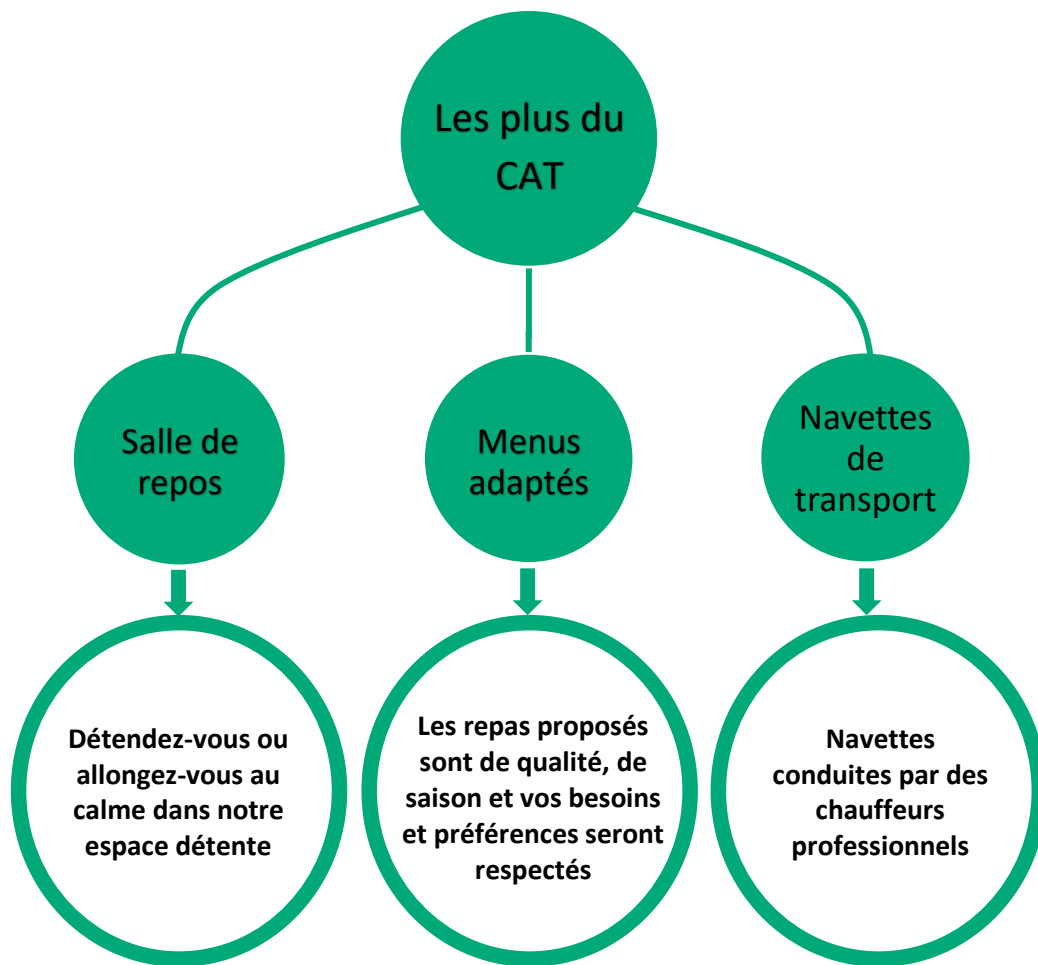 Les plus du
CAT
Salle de
repos
Menus
adaptés
Navettes
de
transport
Détendez-vous ou
allongez-vous au
calme dans notre
espace détente
Les repas proposés
sont de qualité, de
saison et vos besoins
et préférences seront
respectés
Navettes
conduites par des
chauffeurs
professionnels